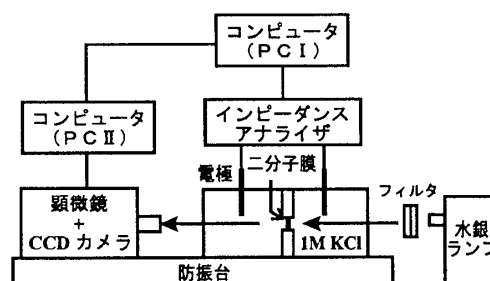 コンピュータ
(PCⅠ)
コンピュータ
(PCⅡ)
インピーダンス
アナライザ
電極
二分子膜
フィルタ
顕微鏡
+
CCD カメラ
1M KCl
水銀
ランプ
防振台